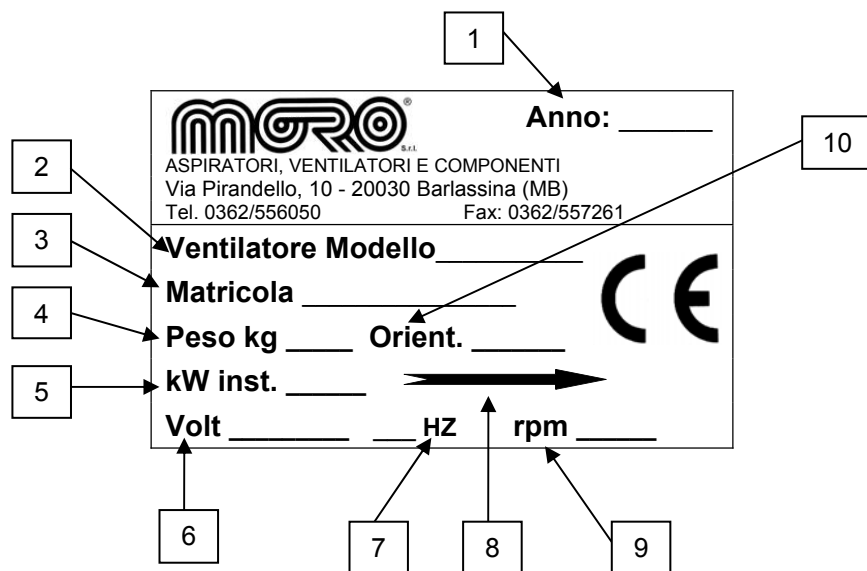 1
moro®
S.r.l.
Anno: ______
10
ASPIRATORI, VENTILATORI E COMPONENTI
2
Via Pirandello, 10 - 20030 Barlassina (MB)
Tel. 0362/556050 Fax: 0362/557261
Ventilatore Modello_________
3
Matricola _____________
CE
4
Peso kg ____ Orient. ______
5
kW inst. _____
Volt _______ __ HZ rpm _____
6
7
8
9